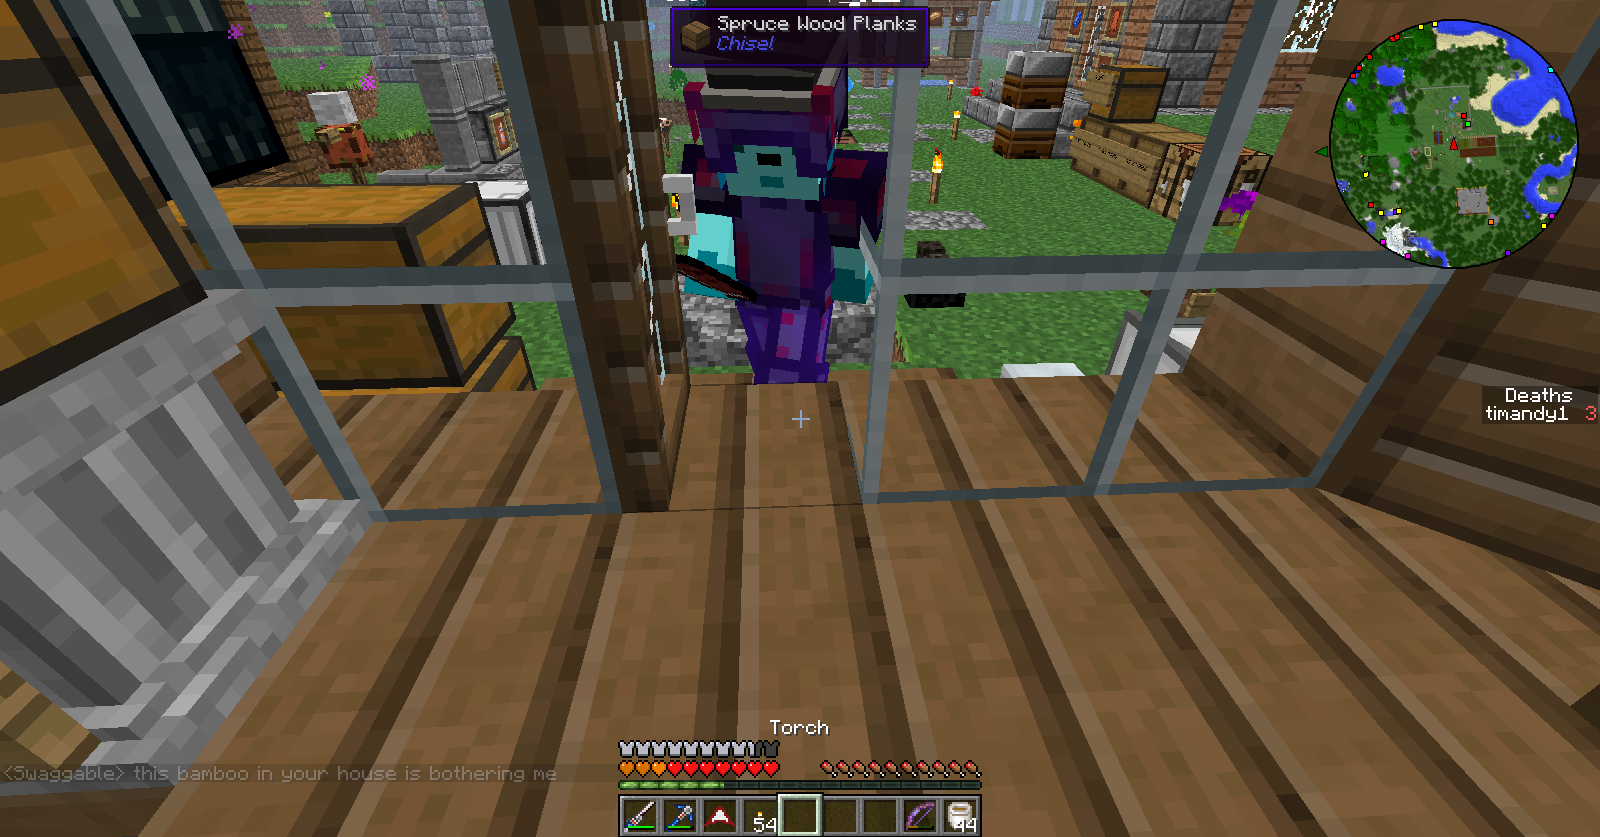 Spruce Wood Planks
Chisel
Deaths
timandy1 3
Torch
<Swaggable> this bamboo in your house is bothering me
54
44